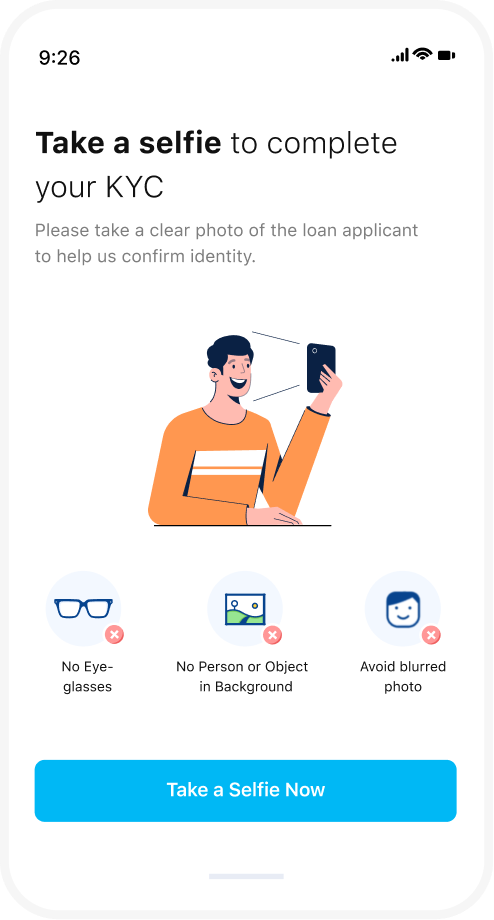 9:26
Take a selfie to complete
your KYC
Please take a clear photo of the loan applicant
to help us confirm identity.
No Eye-
glasses
No Person or Object
in Background
Avoid blurred
photo
Take a Selfie Now